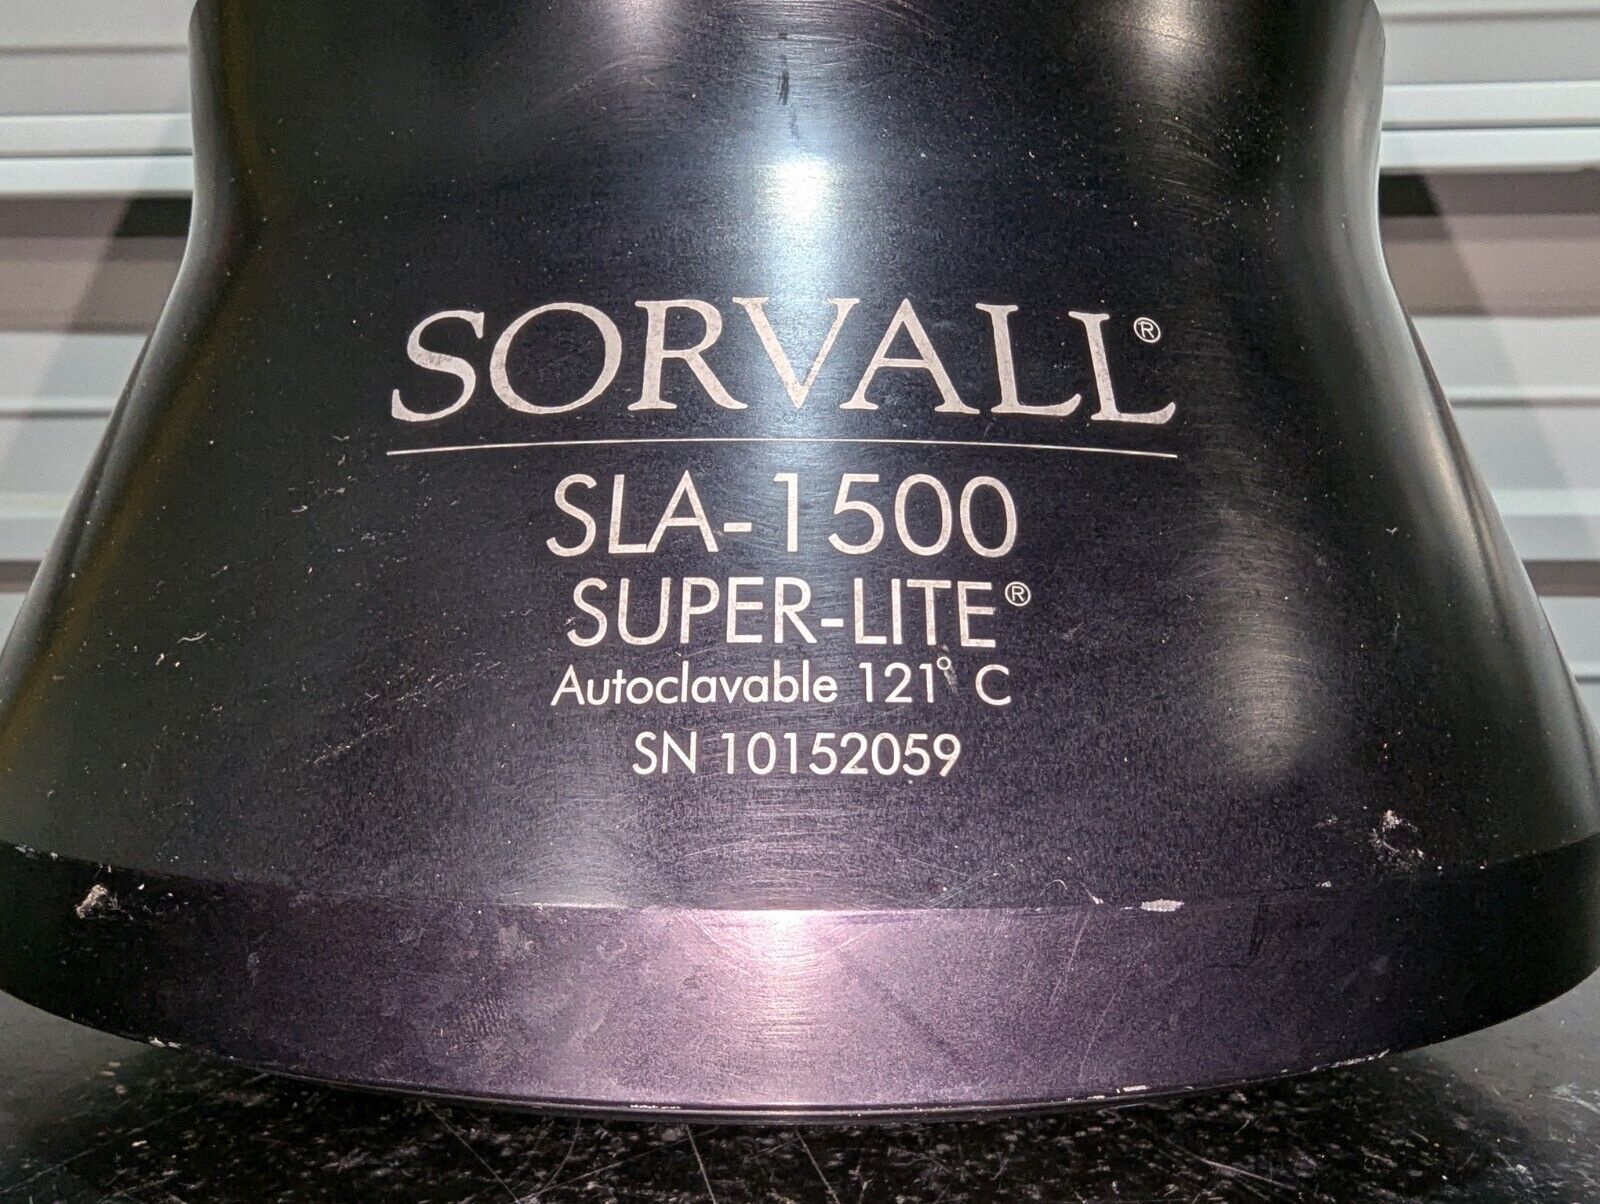 SORVALL®
SLA-1500
SUPER-LITE®
Autoclavable 121° C
SN 10152059